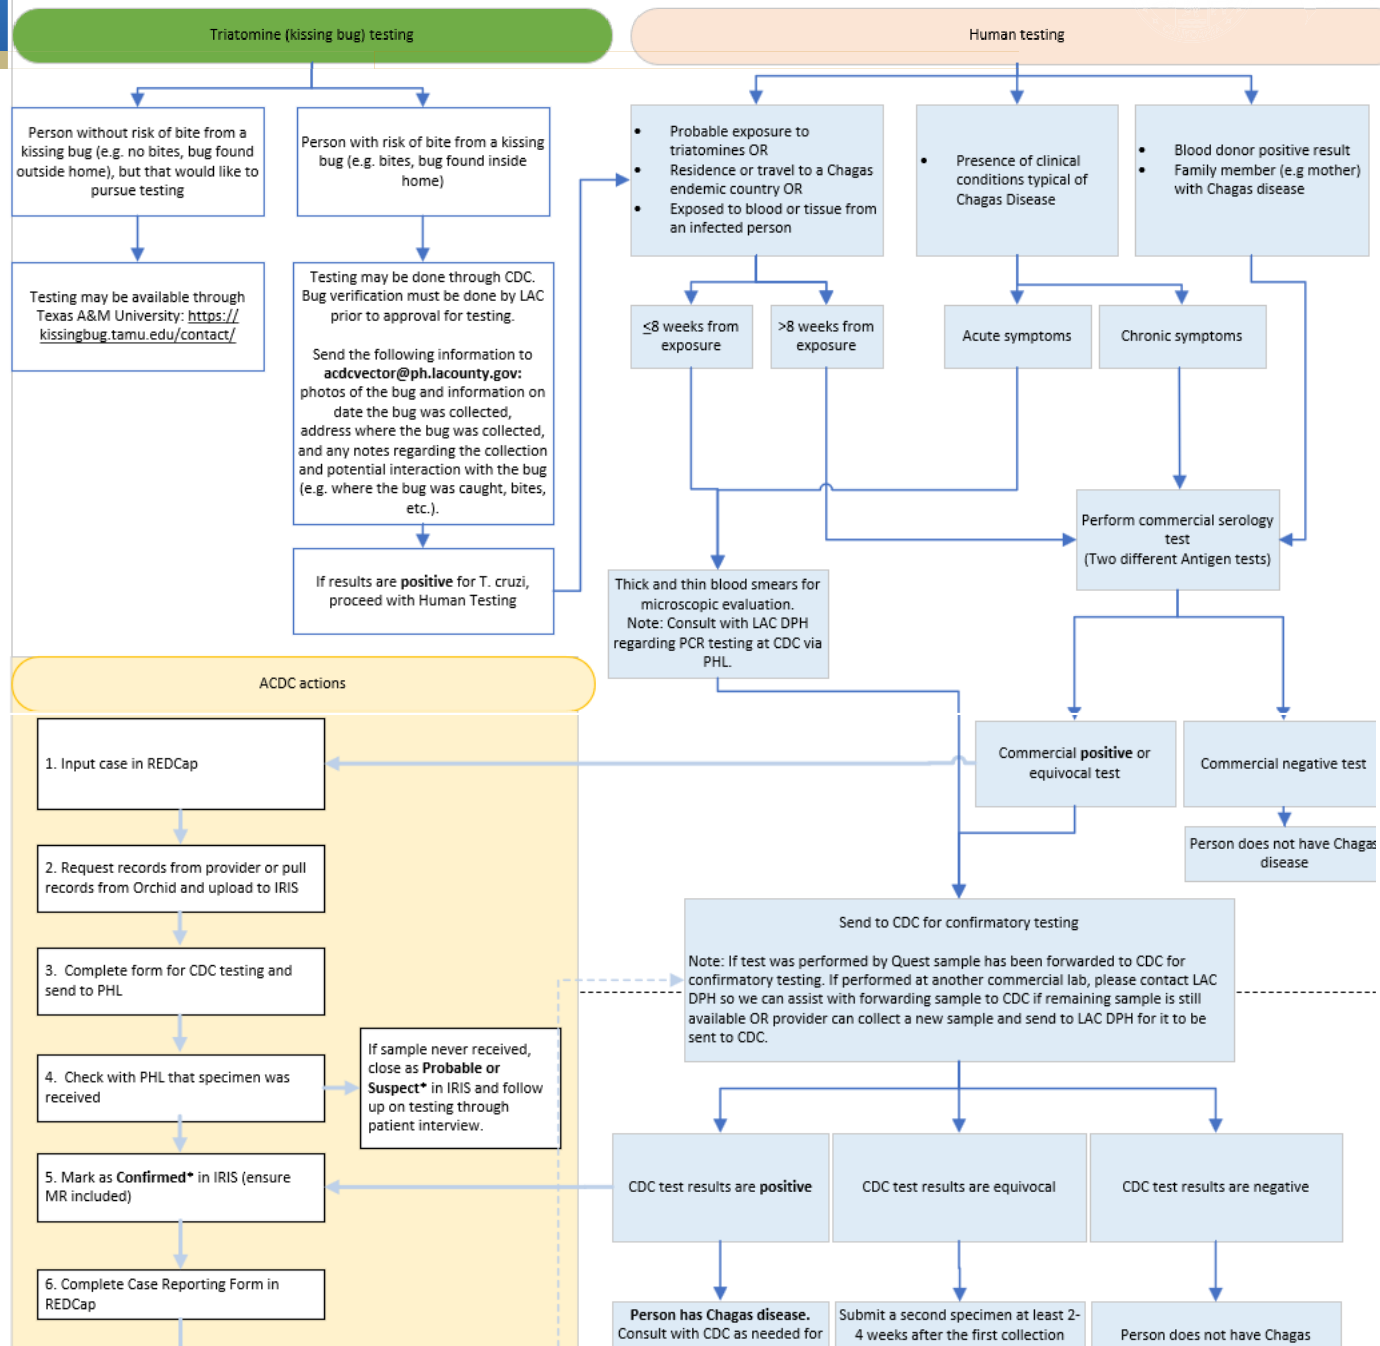 Triatomine (kissing bug) testing
Human testing
Person without risk of bite from a
kissing bug (e.g. no bites, bug found
outside home), but that would like to
pursue testing
Person with risk of bite from a kissing
bug (e.g. bites, bug found inside
home)
Testing may be available through
Texas A&M University: https://
kissingbug.tamu.edu/contact/
Testing may be done through CDC.
Bug verification must be done by LAC
prior to approval for testing.
Send the following information to
acdcvector@ph.lacounty.gov:
photos of the bug and information on
date the bug was collected,
address where the bug was collected,
and any notes regarding the collection
and potential interaction with the bug
(e.g. where the bug was caught, bites,
etc.).
If results are positive for T. cruzi,
proceed with Human Testing
• Probable exposure to
triatomines OR
• Residence or travel to a Chagas
endemic country OR
• Exposed to blood or tissue from
an infected person
• Presence of clinical
conditions typical of
Chagas Disease
• Blood donor positive result
• Family member (e.g mother)
with Chagas disease
≤8 weeks from
exposure
>8 weeks from
exposure
Acute symptoms
Chronic symptoms
Perform commercial serology
test
(Two different Antigen tests)
Thick and thin blood smears for
microscopic evaluation.
Note: Consult with LAC DPH
regarding PCR testing at CDC via
PHL.
Commercial positive or
equivocal test
Commercial negative test
Person does not have Chagas
disease
Send to CDC for confirmatory testing
Note: If test was performed by Quest sample has been forwarded to CDC for
confirmatory testing. If performed at another commercial lab, please contact LAC
DPH so we can assist with forwarding sample to CDC if remaining sample is still
available OR provider can collect a new sample and send to LAC DPH for it to be
sent to CDC.
CDC test results are positive
CDC test results are equivocal
CDC test results are negative
Person has Chagas disease.
Consult with CDC as needed for
Submit a second specimen at least 2-
4 weeks after the first collection
Person does not have Chagas
ACDC actions
1. Input case in REDCap
2. Request records from provider or pull
records from Orchid and upload to IRIS
3. Complete form for CDC testing and
send to PHL
4. Check with PHL that specimen was
received
If sample never received,
close as Probable or
Suspect* in IRIS and follow
up on testing through
patient interview.
5. Mark as Confirmed* in IRIS (ensure
MR included)
6. Complete Case Reporting Form in
REDCap